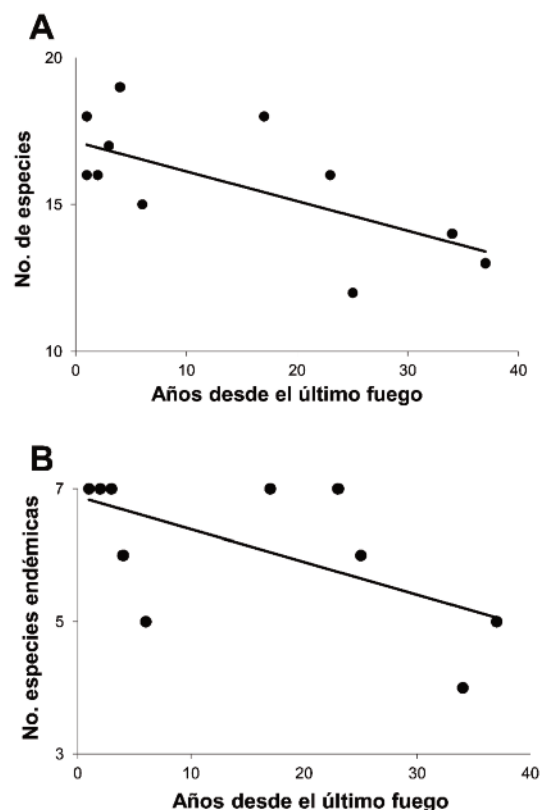 A
20
15
10
No. de especies
0 10 20 30 40
Años desde el último fuego
B
7
5
3
No. especies endémicas
0 10 20 30 40
Años desde el último fuego